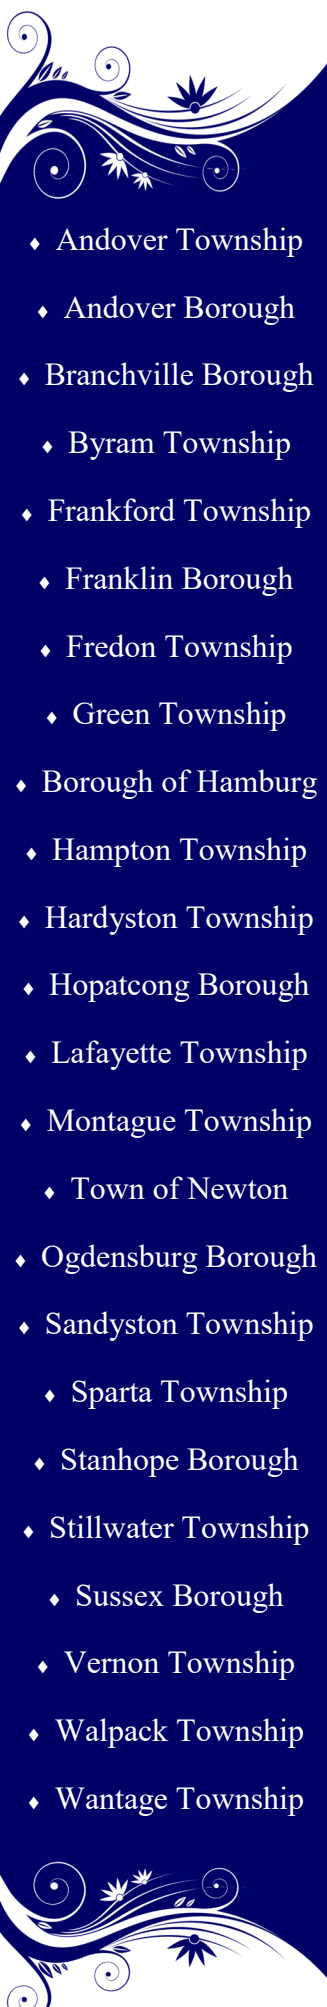 ♦ Andover Township
♦ Andover Borough
♦ Branchville Borough
♦ Byram Township
♦ Frankford Township
♦ Franklin Borough
♦ Fredon Township
♦ Green Township
♦ Borough of Hamburg
♦ Hampton Township
♦ Hardyston Township
♦ Hopatcong Borough
♦ Lafayette Township
♦ Montague Township
♦ Town of Newton
♦ Ogdensburg Borough
♦ Sandyston Township
♦ Sparta Township
♦ Stanhope Borough
♦ Stillwater Township
♦ Sussex Borough
♦ Vernon Township
♦ Walpack Township
♦ Wantage Township